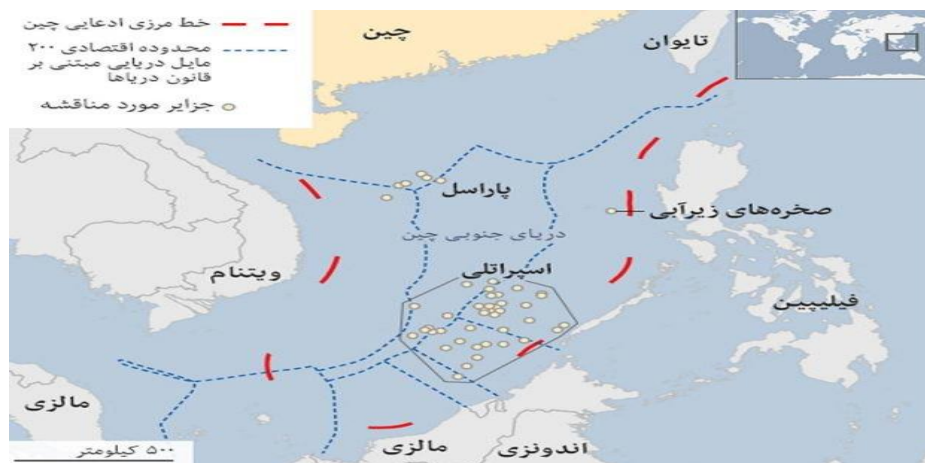 خط مرزی ادعایی چین
محدوده اقتصادی ۲۰۰
مایل دریایی مبتنی بر
قانون دریاها
جزایر مورد مناقشه
چین
تایوان
پاراسل
صخره‌های زیرآبی
دریای جنوبی چین
اسپراتلی
ویتنام
فیلیپین
مالزی
مالزی
اندونزی
۵۰۰ کیلومتر